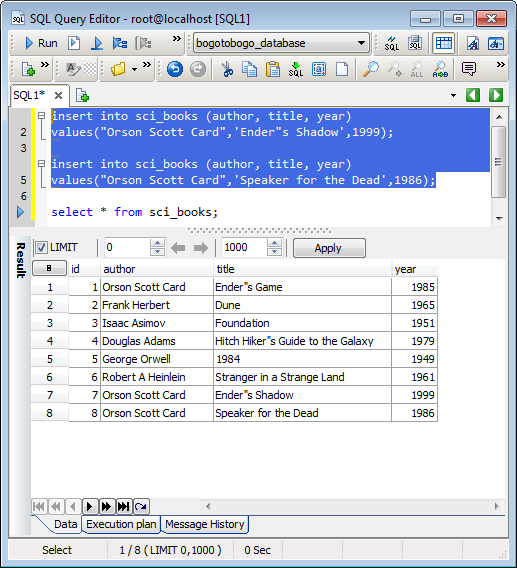 SQL Query Editor - root@localhost [SQL1]
Run bogotobogo_database SQL SQL
SQL ALL A→B
SQL1*
insert into sci_books (author, title, year)
2 values("Orson Scott Card",'Ender"s Shadow',1999);
3
insert into sci_books (author, title, year)
5 values("Orson Scott Card",'Speaker for the Dead',1986);
6
select * from sci_books;
Result
LIMIT 0 1000 Apply
8 id author title year
1 1 Orson Scott Card Ender"s Game 1985
2 2 Frank Herbert Dune 1965
3 3 Isaac Asimov Foundation 1951
4 4 Douglas Adams Hitch Hiker"s Guide to the Galaxy 1979
5 5 George Orwell 1984 1949
6 6 Robert A Heinlein Stranger in a Strange Land 1961
7 7 Orson Scott Card Ender"s Shadow 1999
8 8 Orson Scott Card Speaker for the Dead 1986
Data Execution plan Message History
Select 1 / 8 ( LIMIT 0,1000 ) 0 Sec